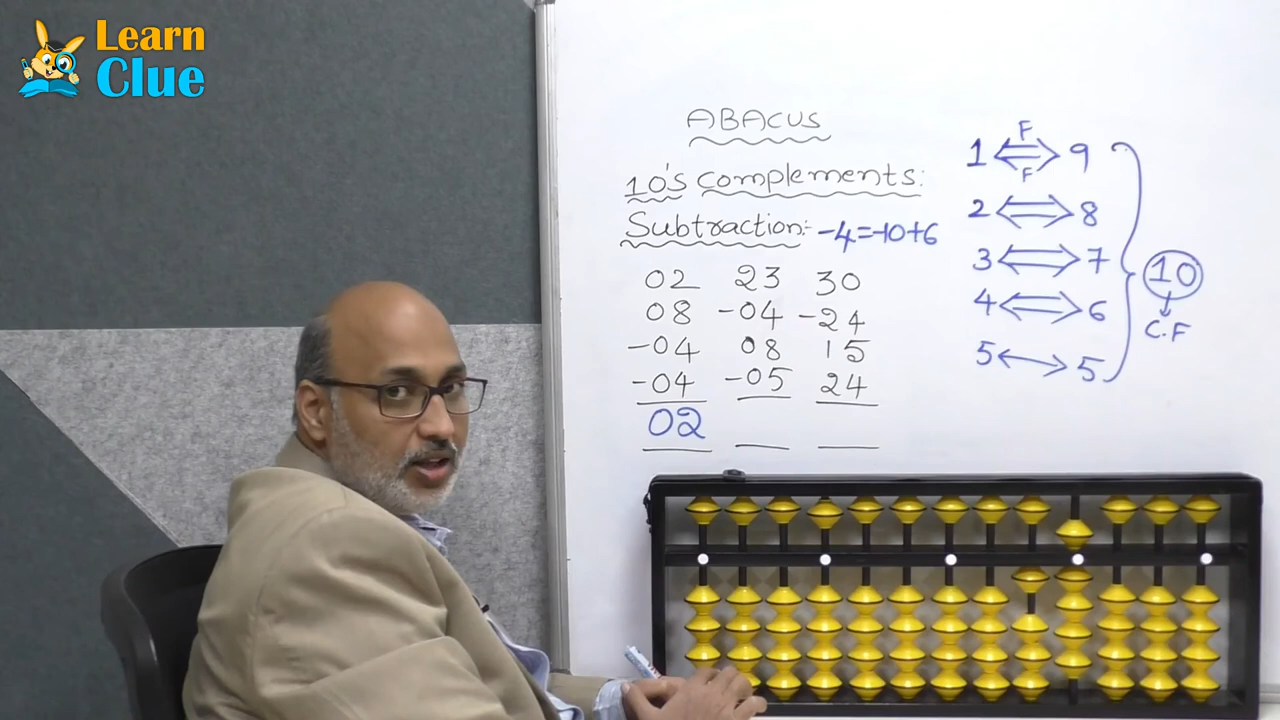 Learn
Clue
ABACUS
10's complements:
Subtraction:- -4=-10+6
02 23 30
08 -04 -24
-04 08 15
-04 -05 24
02
F
1 9
F
2 8
3 7
4 6
5 5
10
C.F